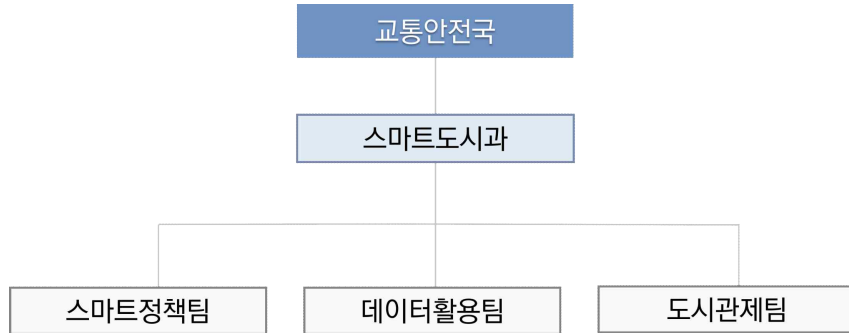 교통안전국
스마트도시과
스마트정책팀
데이터활용팀
도시관제팀